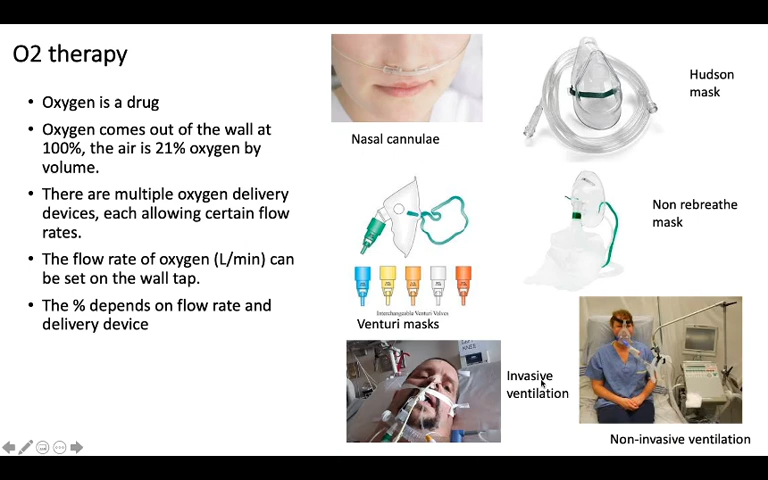 O2 therapy
• Oxygen is a drug
• Oxygen comes out of the wall at
100%, the air is 21% oxygen by
volume.
• There are multiple oxygen delivery
devices, each allowing certain flow
rates.
• The flow rate of oxygen (L/min) can
be set on the wall tap.
• The % depends on flow rate and
delivery device
Nasal cannulae
Hudson
mask
Non rebreathe
mask
Interchangeable Venturi Valves
Venturi masks
Invasive
ventilation
Non-invasive ventilation